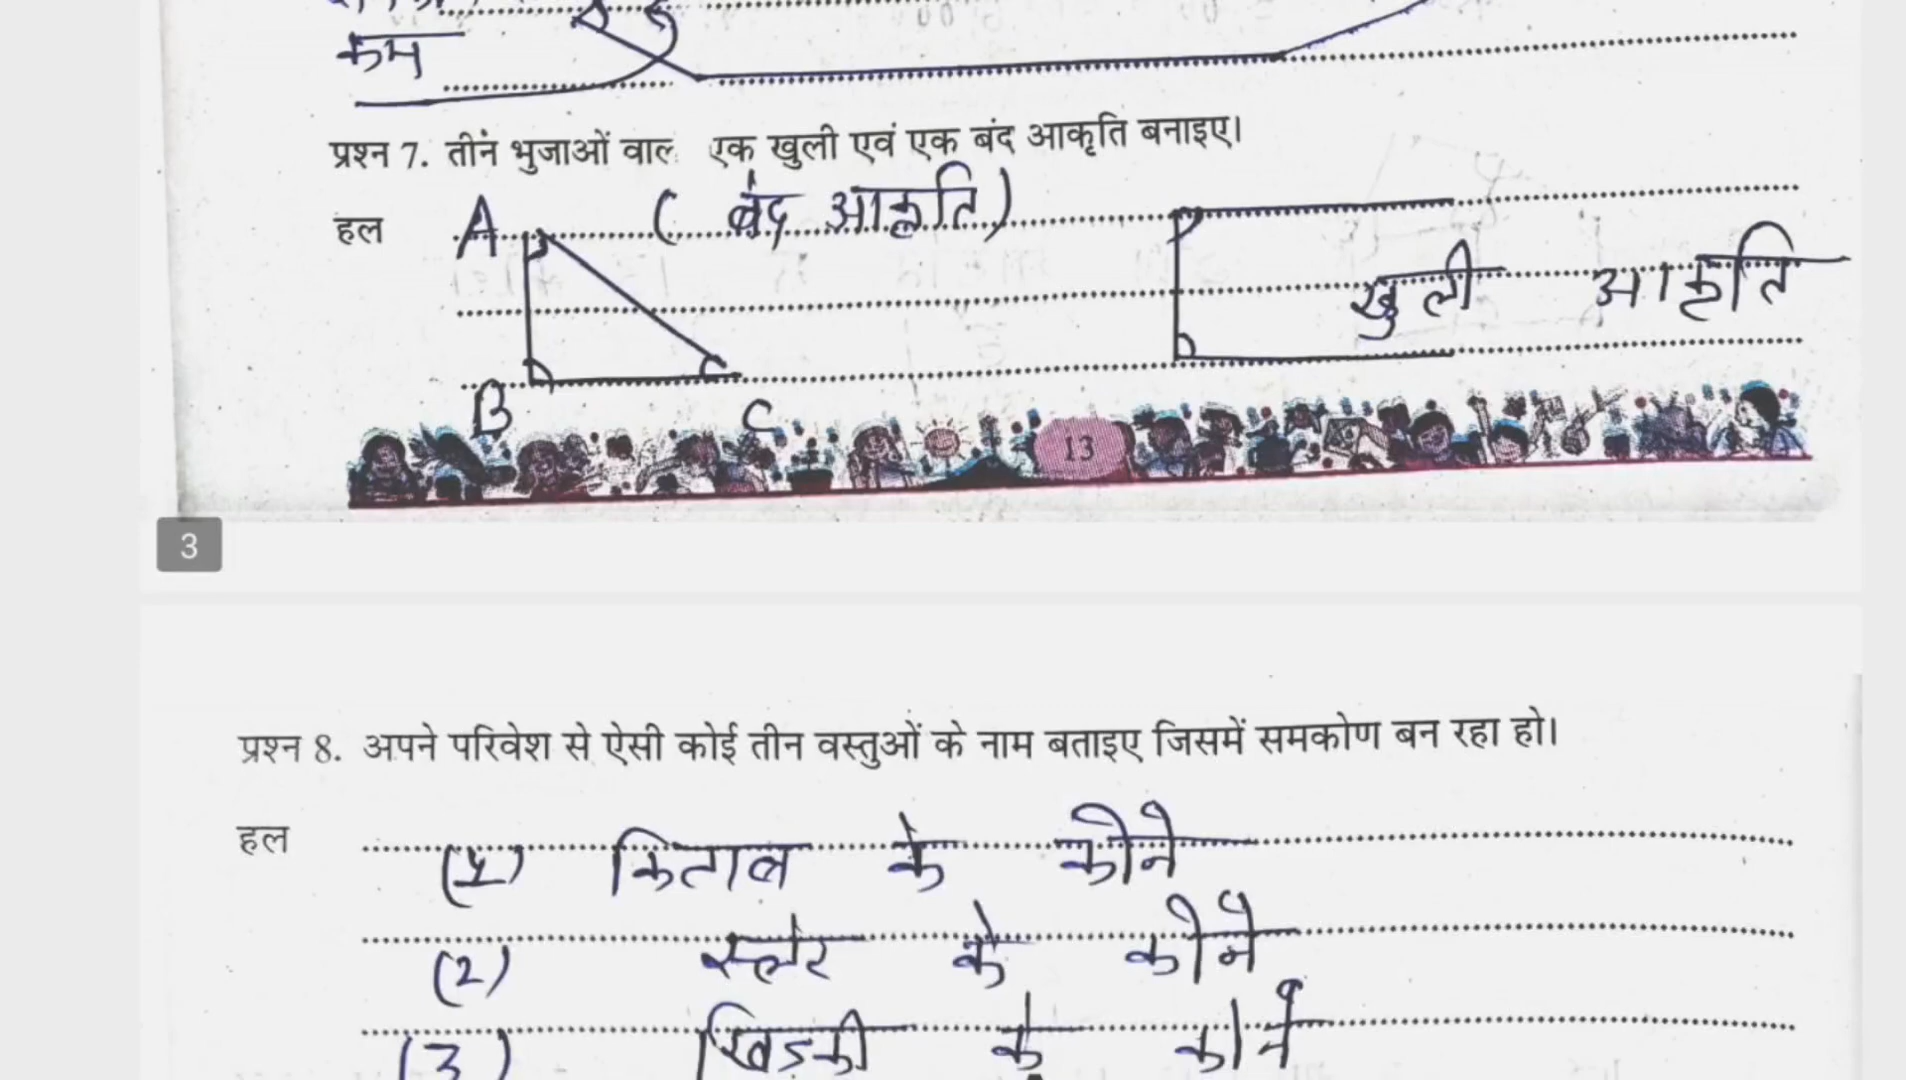 कम
प्रश्न 7. तीन भुजाओं वाल एक खुली एवं एक बंद आकृति बनाइए।
हल A ( बंद आकृति )
खुली आकृति
B C
13
3
प्रश्न 8. अपने परिवेश से ऐसी कोई तीन वस्तुओं के नाम बताइए जिसमें समकोण बन रहा हो।
हल
(1) किताब के कोने
(2) स्लेट के कोने
(3) खिडकी के कोने